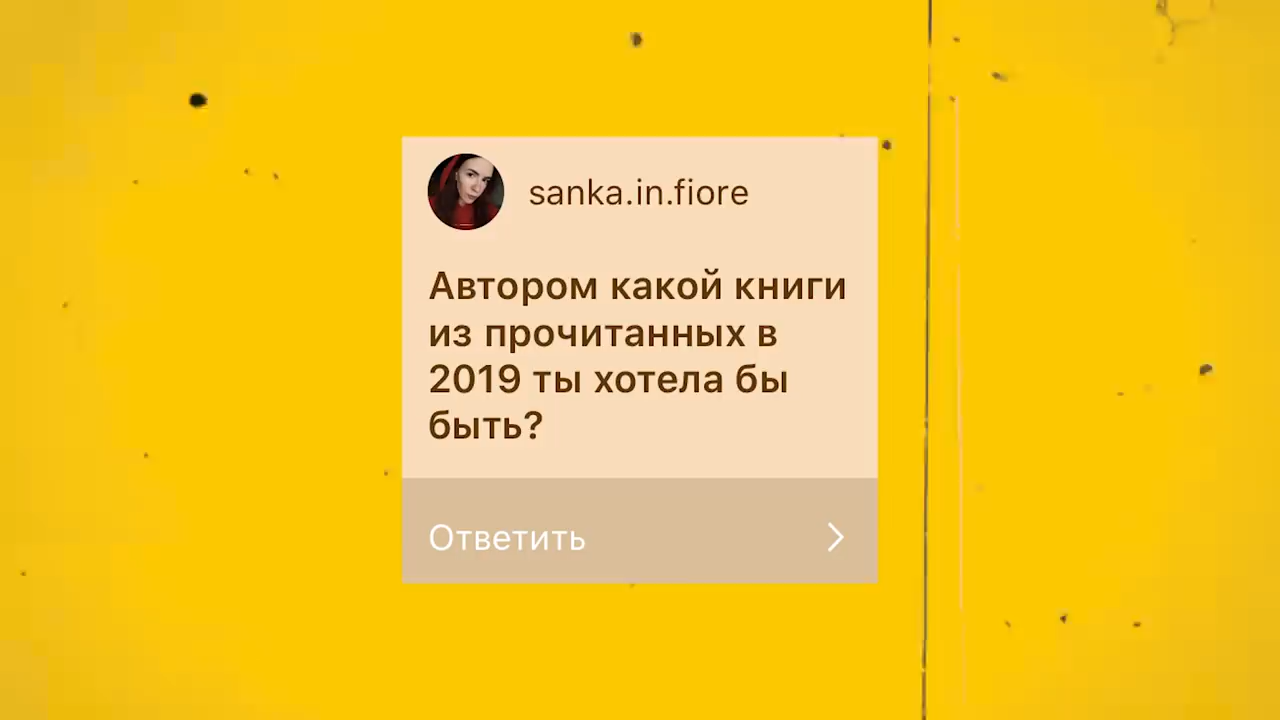 sanka.in.fiore
Автором какой книги
из прочитанных в
2019 ты хотела бы
быть?
Ответить